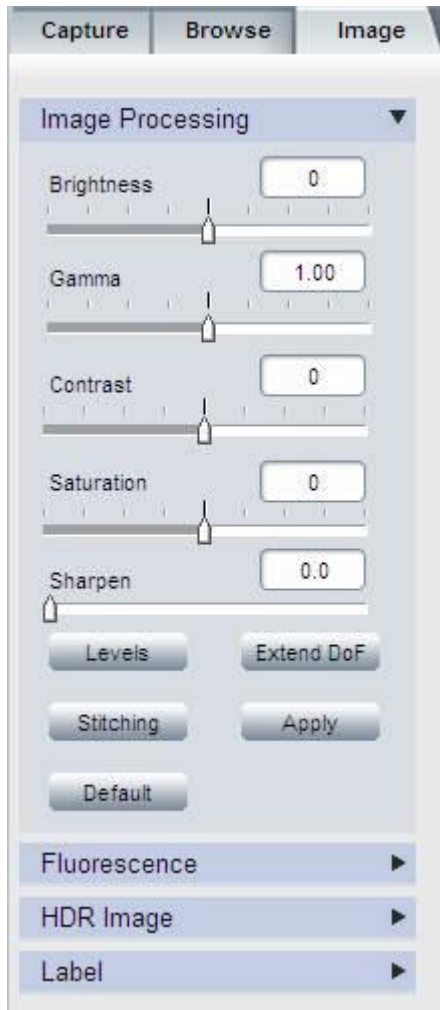 Capture Browse Image
Image Processing
Brightness 0
Gamma 1.00
Contrast 0
Saturation 0
Sharpen 0.0
Levels Extend DoF
Stitching Apply
Default
Fluorescence
HDR Image
Label